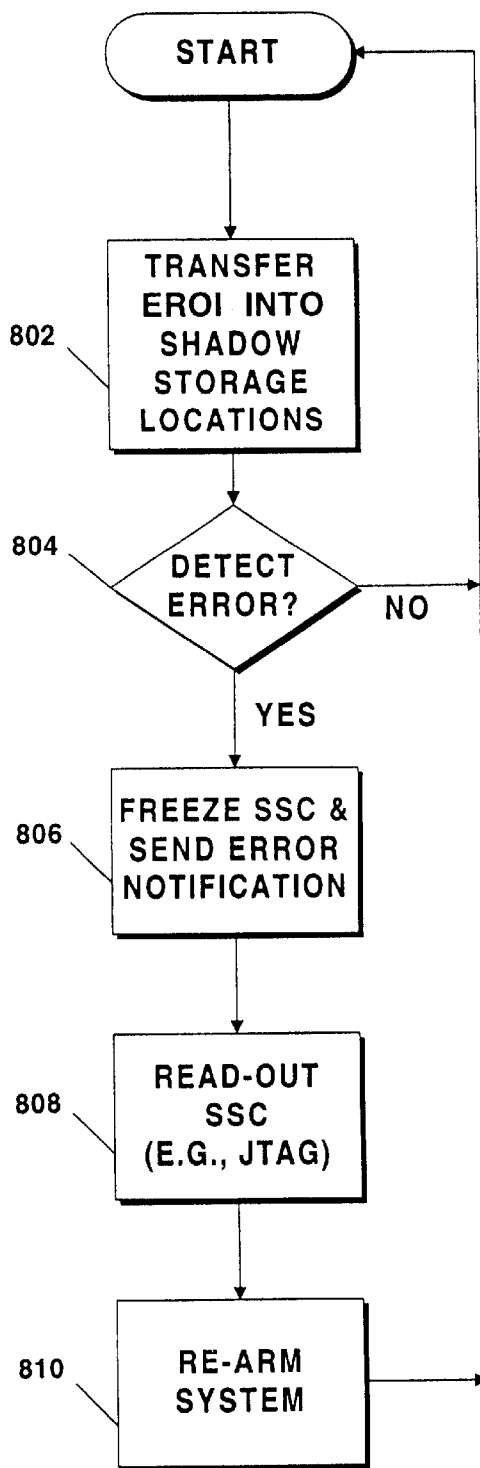 START
802
TRANSFER
EROI INTO
SHADOW
STORAGE
LOCATIONS
804
DETECT
ERROR?
NO
YES
806
FREEZE SSC &
SEND ERROR
NOTIFICATION
808
READ-OUT
SSC
(E.G., JTAG)
810
RE-ARM
SYSTEM